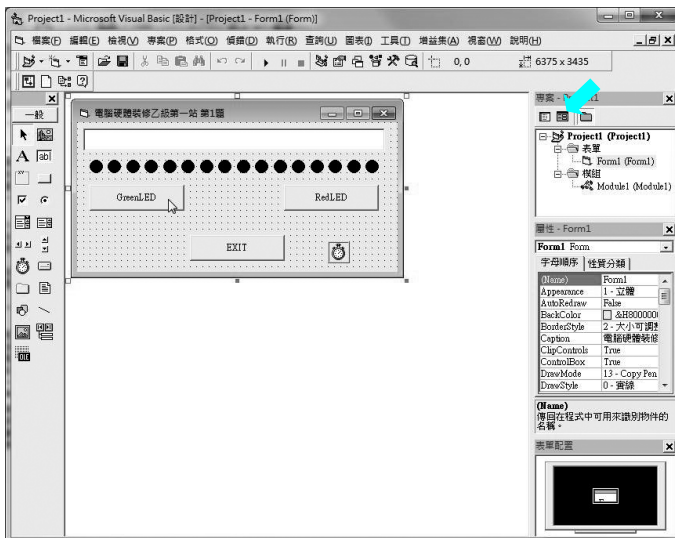 Project1 - Microsoft Visual Basic [設計] - [Project1 - Form1 (Form)]
檔案(F) 編輯(E) 檢視(V) 專案(P) 格式(O) 偵錯(D) 執行(R) 查詢(U) 圖表(I) 工具(T) 增益集(A) 視窗(W) 說明(H)
0, 0 6375 x 3435
一般
電腦硬體裝修乙級第一站 第1題
GreenLED
RedLED
EXIT
Project1 (Project1)
表單
Form1 (Form1)
模組
Module1 (Module1)
屬性 - Form1
Form1 Form
字母順序 性質分類
(Name) Form1
Appearance 1 - 立體
AutoRedraw False
BackColor &H8000000
BorderStyle 2 - 大小可調整
Caption 電腦硬體裝修
ClipControls True
ControlBox True
DrawMode 13 - Copy Pen
DrawStyle 0 - 實線
(Name)
傳回在程式中可用來識別物件的
名稱。
表單配置